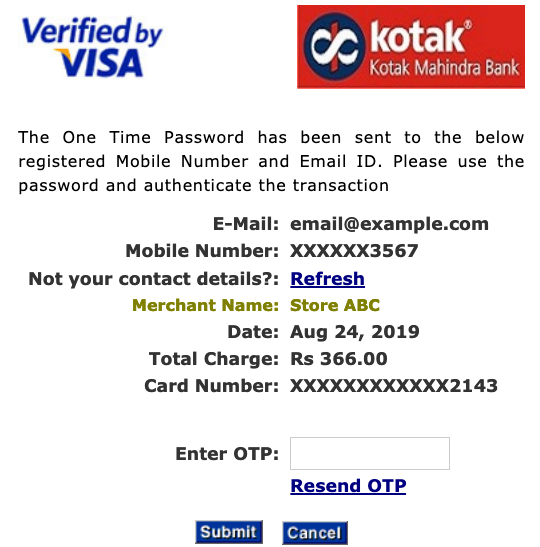 Verified by
VISA
kotak®
Kotak Mahindra Bank
The One Time Password has been sent to the below
registered Mobile Number and Email ID. Please use the
password and authenticate the transaction
E-Mail: email@example.com
Mobile Number: XXXXXX3567
Not your contact details?: Refresh
Merchant Name: Store ABC
Date: Aug 24, 2019
Total Charge: Rs 366.00
Card Number: XXXXXXXXXXXX2143
Enter OTP:
Resend OTP
Submit Cancel